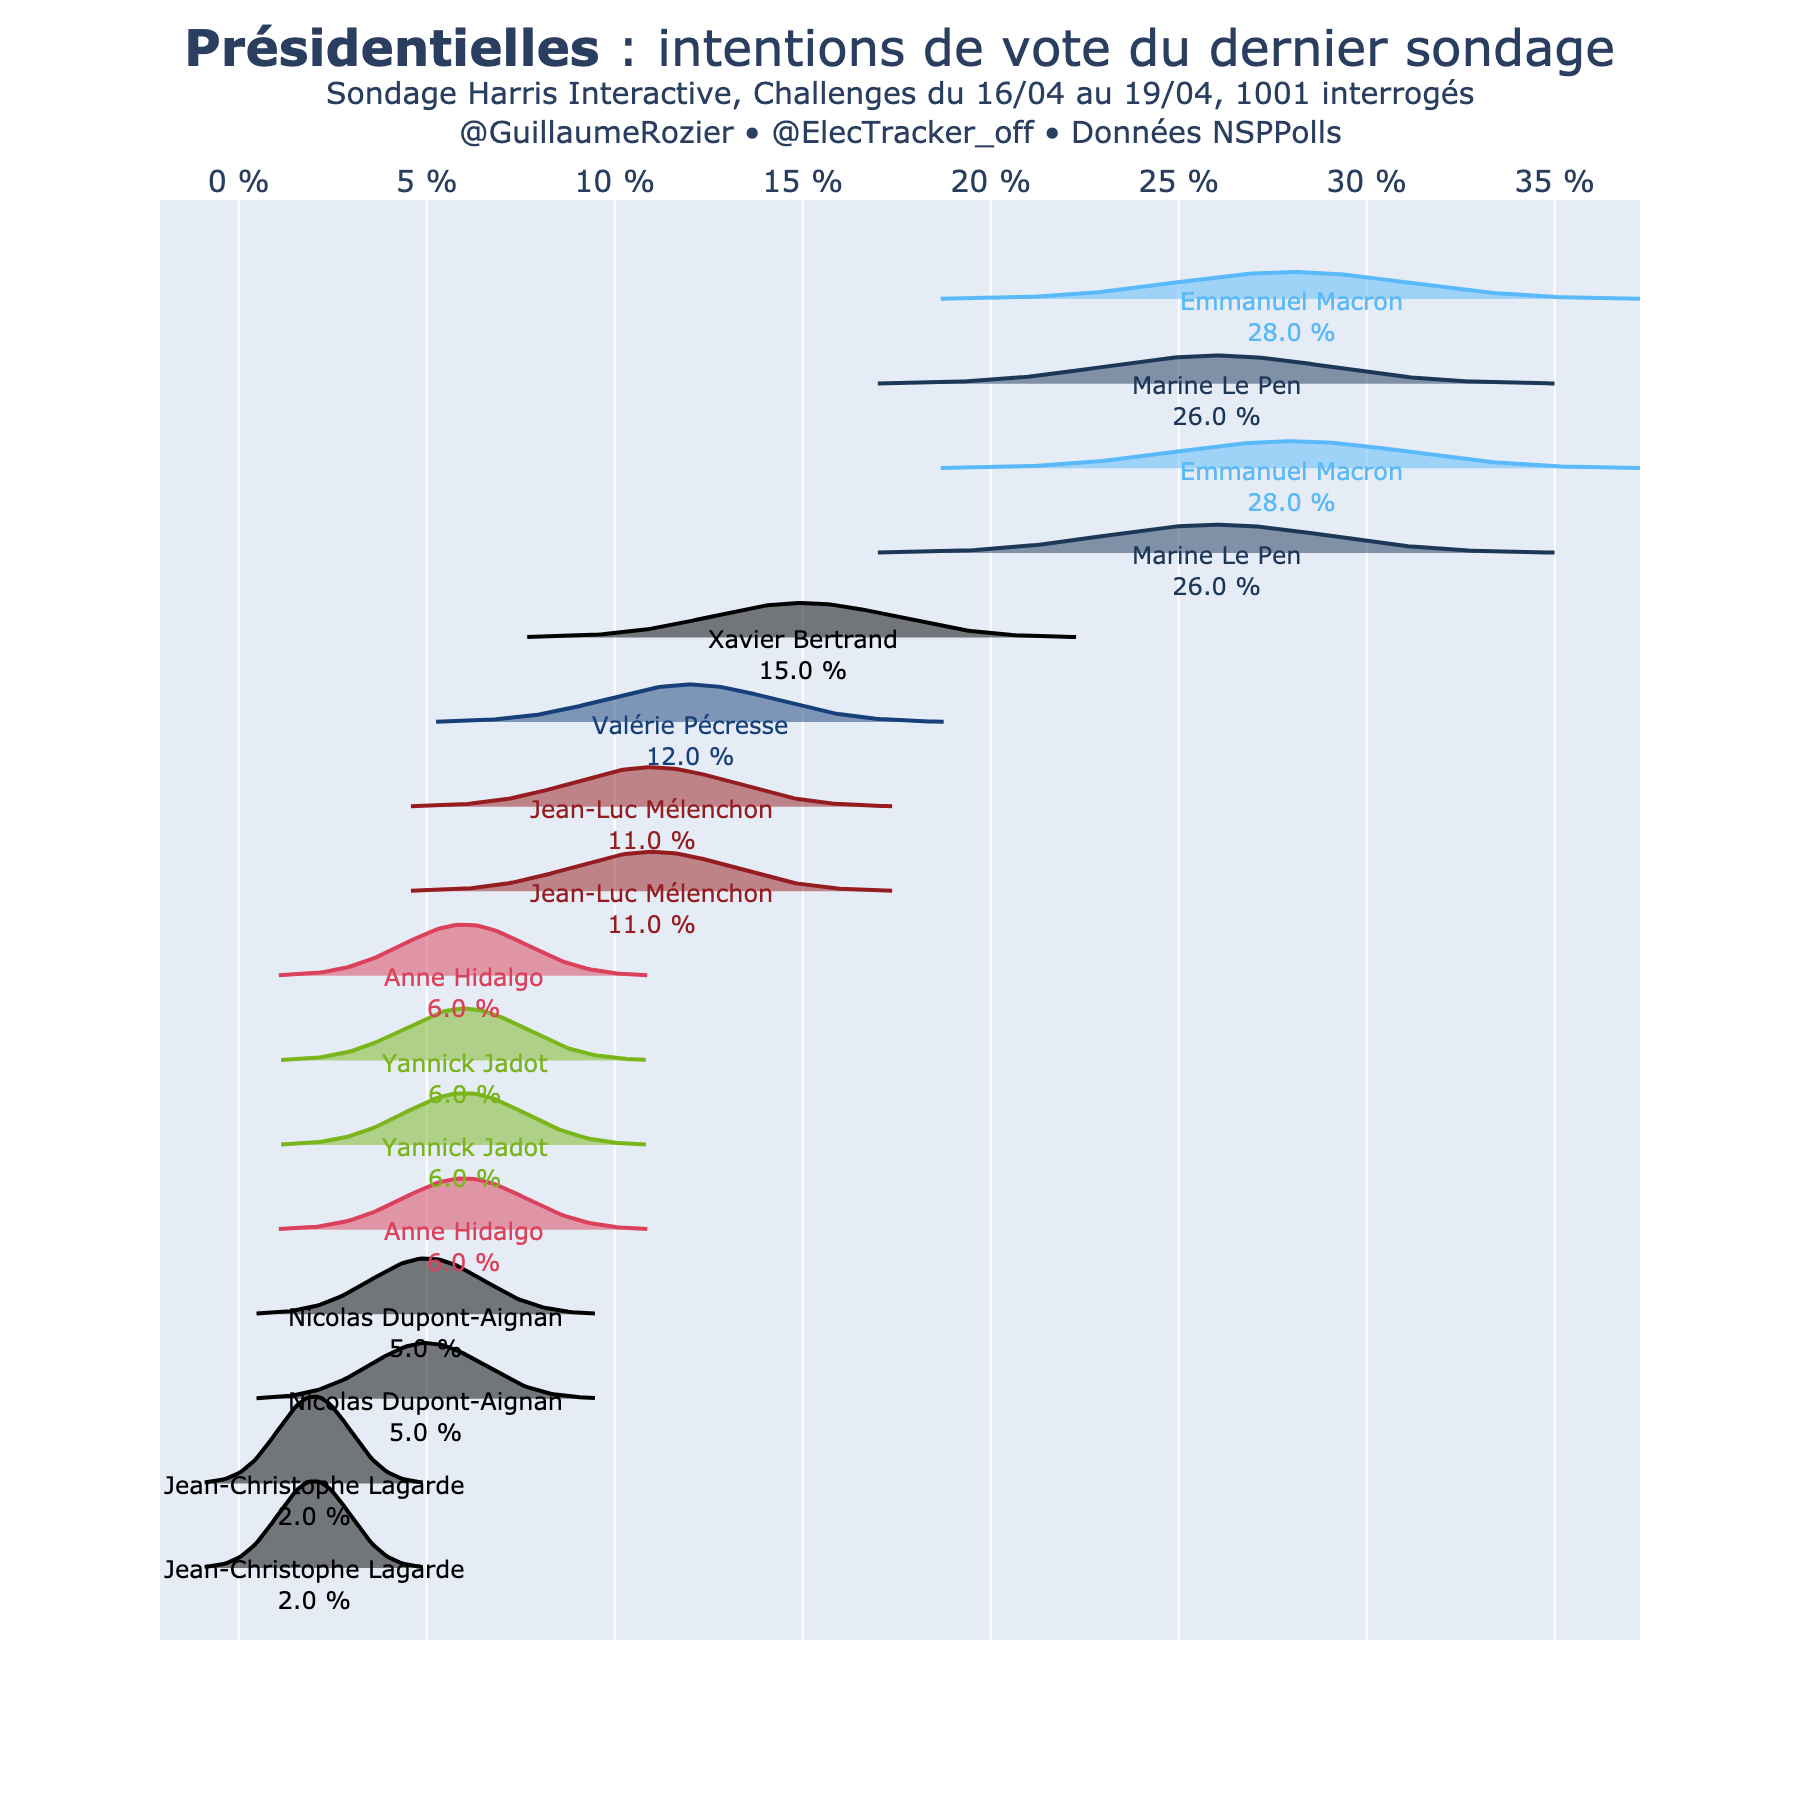 Présidentielles : intentions de vote du dernier sondage
Sondage Harris Interactive, Challenges du 16/04 au 19/04, 1001 interrogés
@GuillaumeRozier • @ElecTracker_off • Données NSPPolls
0 % 5 % 10 % 15 % 20 % 25 % 30 % 35 %
Emmanuel Macron
28.0 %
Marine Le Pen
26.0 %
Emmanuel Macron
28.0 %
Marine Le Pen
26.0 %
Xavier Bertrand
15.0 %
Valérie Pécresse
12.0 %
Jean-Luc Mélenchon
11.0 %
Jean-Luc Mélenchon
11.0 %
Anne Hidalgo
6.0 %
Yannick Jadot
6.0 %
Yannick Jadot
6.0 %
Anne Hidalgo
6.0 %
Nicolas Dupont-Aignan
5.0 %
Nicolas Dupont-Aignan
5.0 %
Jean-Christophe Lagarde
2.0 %
Jean-Christophe Lagarde
2.0 %